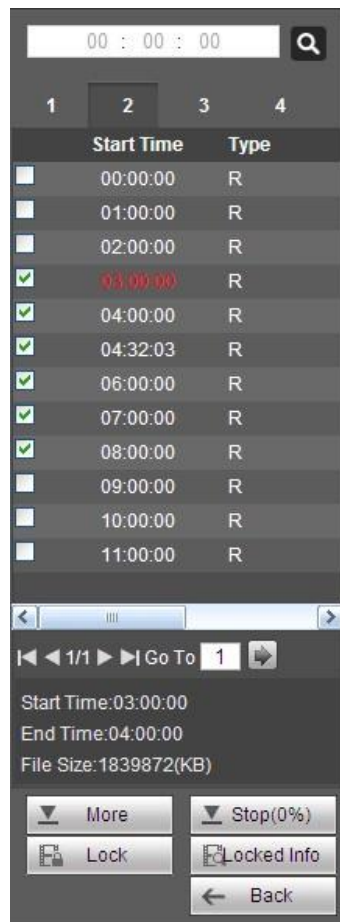 00 : 00 : 00
1 2 3 4
Start Time Type
00:00:00 R
01:00:00 R
02:00:00 R
03:00:00 R
04:00:00 R
04:32:03 R
06:00:00 R
07:00:00 R
08:00:00 R
09:00:00 R
10:00:00 R
11:00:00 R
1/1 Go To 1
Start Time:03:00:00
End Time:04:00:00
File Size:1839872(KB)
More Stop(0%)
Lock Locked Info
Back